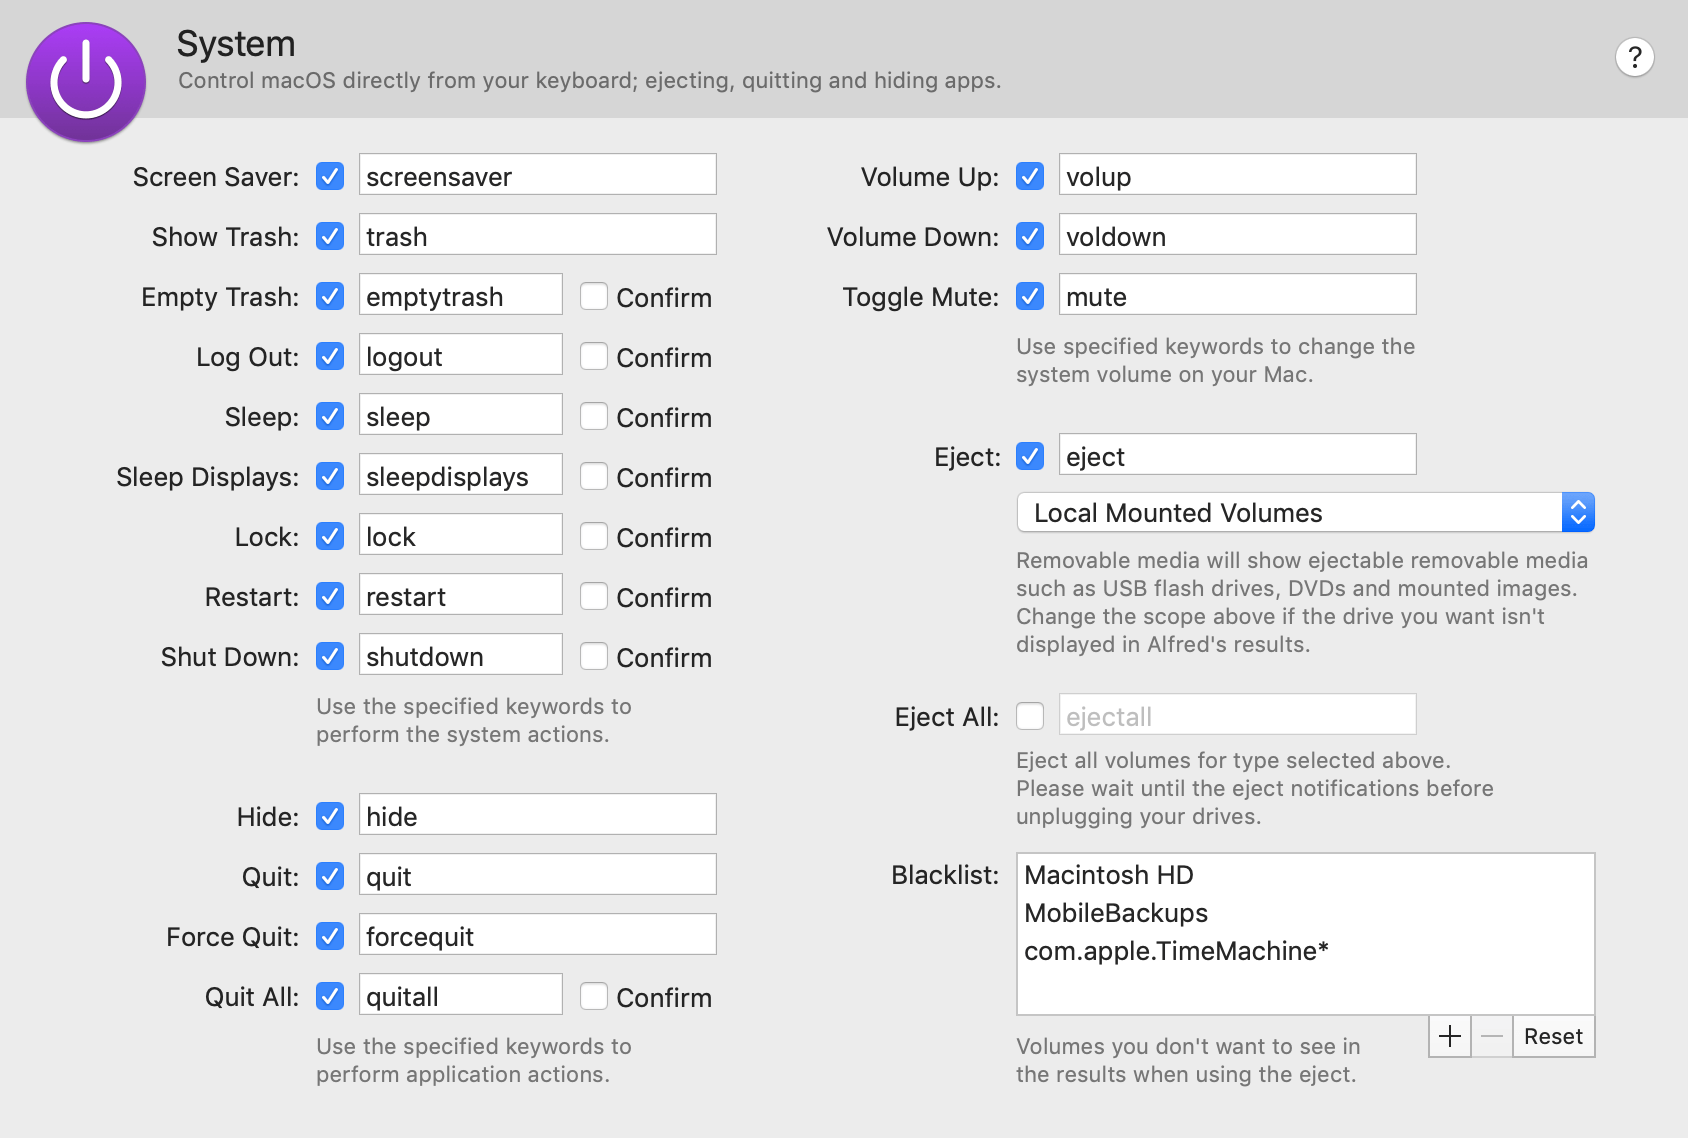 System
Control macOS directly from your keyboard; ejecting, quitting and hiding apps.
?
Screen Saver: screensaver
Show Trash: trash
Empty Trash: emptytrash Confirm
Log Out: logout Confirm
Sleep: sleep Confirm
Sleep Displays: sleepdisplays Confirm
Lock: lock Confirm
Restart: restart Confirm
Shut Down: shutdown Confirm
Use the specified keywords to
perform the system actions.
Hide: hide
Quit: quit
Force Quit: forcequit
Quit All: quitall Confirm
Use the specified keywords to
perform application actions.
Volume Up: volup
Volume Down: voldown
Toggle Mute: mute
Use specified keywords to change the
system volume on your Mac.
Eject: eject
Local Mounted Volumes
Removable media will show ejectable removable media
such as USB flash drives, DVDs and mounted images.
Change the scope above if the drive you want isn't
displayed in Alfred's results.
Eject All: ejectall
Eject all volumes for type selected above.
Please wait until the eject notifications before
unplugging your drives.
Blacklist: Macintosh HD
MobileBackups
com.apple.TimeMachine*
Reset
Volumes you don't want to see in
the results when using the eject.